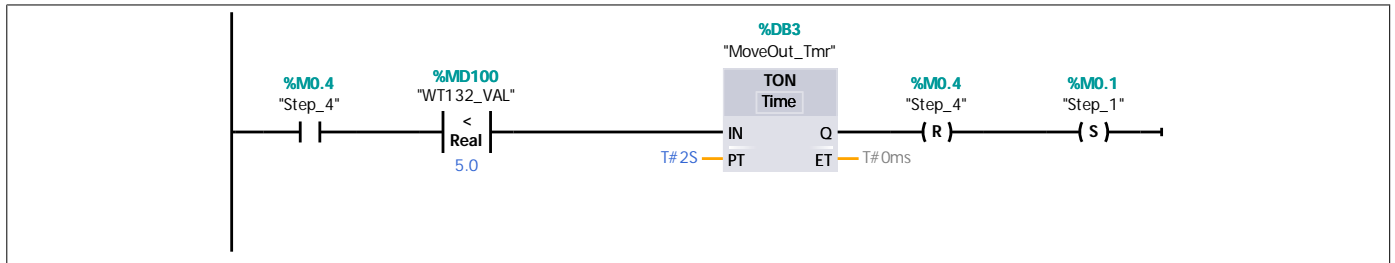 %DB3
"MoveOut_Tmr"
%M0.4
"Step_4"
%MD100
"WT132_VAL"
<
Real
5.0
TON
Time
IN
Q
T#2S
PT
ET
T#0ms
%M0.4
"Step_4"
R
%M0.1
"Step_1"
S